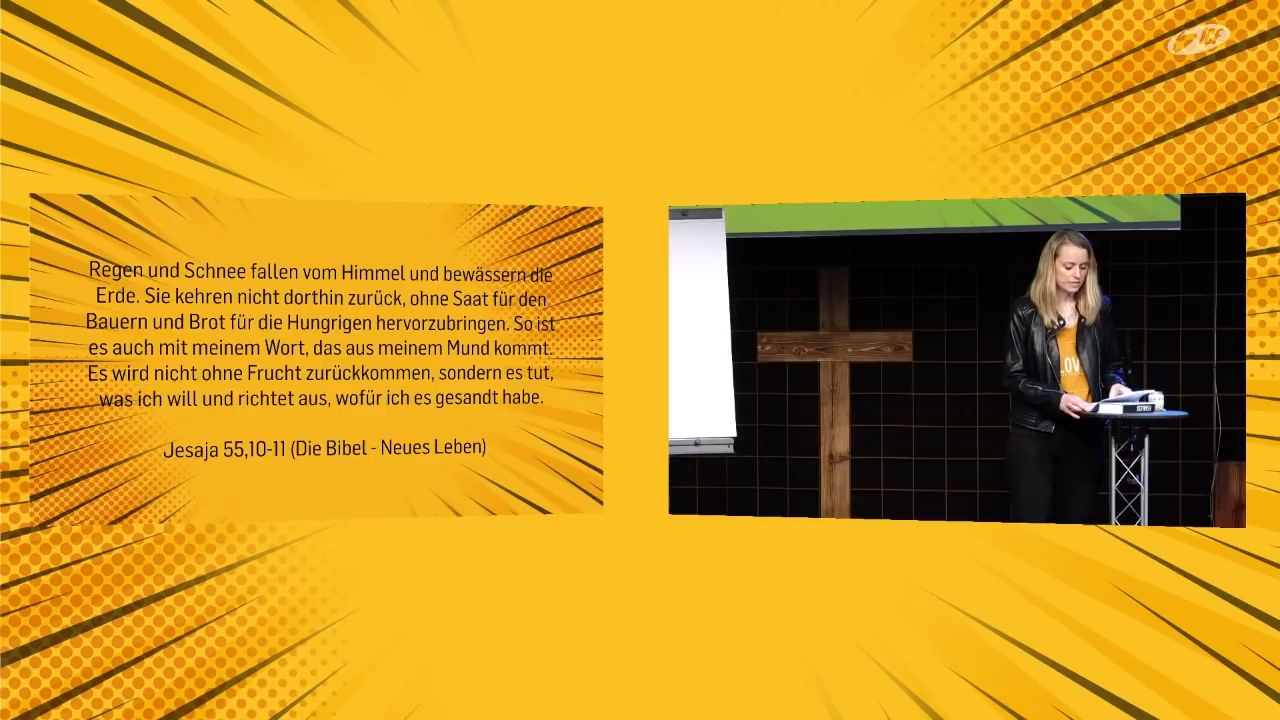 ICF
Regen und Schnee fallen vom Himmel und bewässern die
Erde. Sie kehren nicht dorthin zurück, ohne Saat für den
Bauern und Brot für die Hungrigen hervorzubringen. So ist
es auch mit meinem Wort, das aus meinem Mund kommt.
Es wird nicht ohne Frucht zurückkommen, sondern es tut,
was ich will und richtet aus, wofür ich es gesandt habe.
Jesaja 55,10-11 (Die Bibel - Neues Leben)